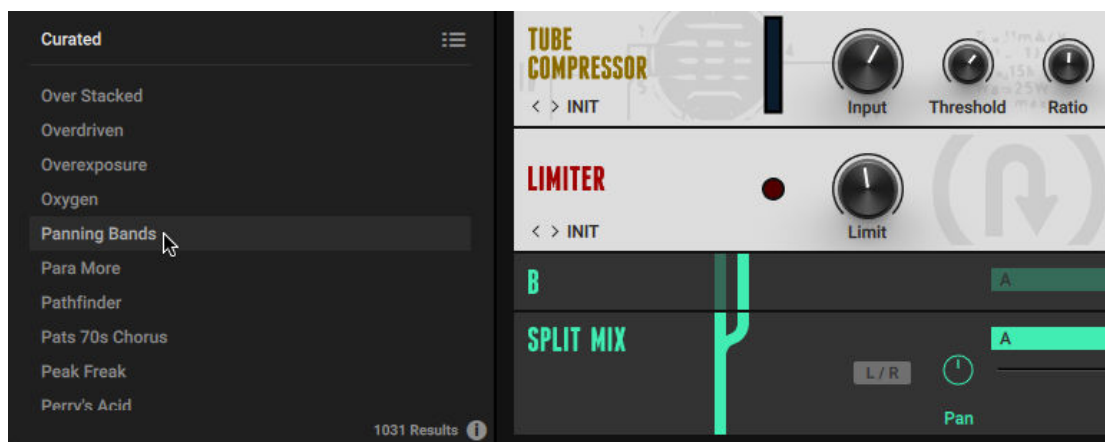 Curated
Over Stacked
Overdriven
Overexposure
Oxygen
Panning Bands
Para More
Pathfinder
Pats 70s Chorus
Peak Freak
Perry's Acid
1031 Results
TUBE
COMPRESSOR
< > INIT
Input
Threshold
Ratio
LIMITER
< > INIT
Limit
B
A
SPLIT MIX
A
L / R
Pan